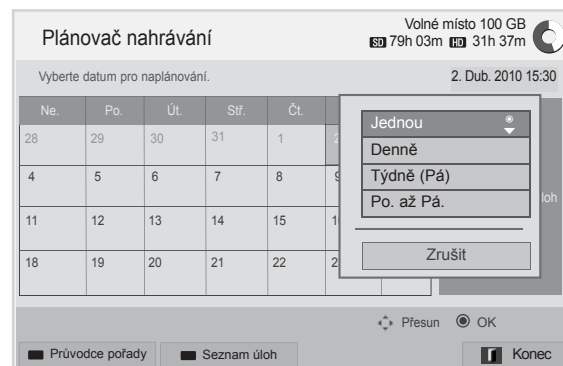 Plánovač nahrávání
Volné místo 100 GB
SD 79h 03m HD 31h 37m
Vyberte datum pro naplánování.
2. Dub. 2010 15:30
Ne. Po. Út. Stř. Čt.
28 29 30 31 1 2
4 5 6 7 8 9
11 12 13 14 15
18 19 20 21 22
Jednou
Denně
Týdně (Pá)
Po. až Pá.
Zrušit
Přesun OK
Průvodce pořady Seznam úloh Konec